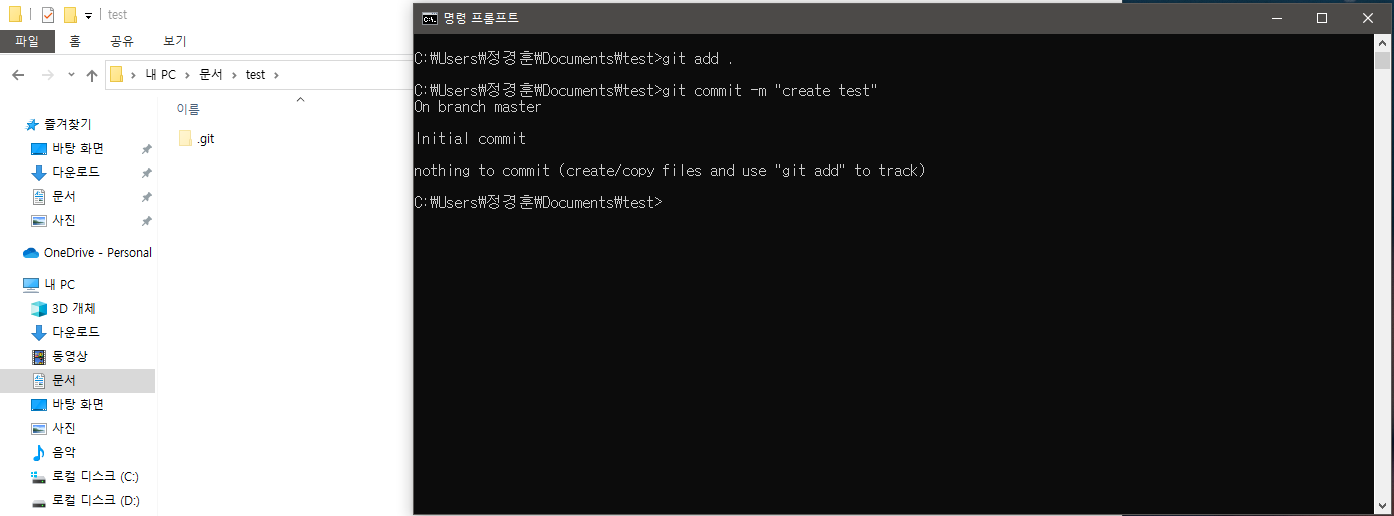 test
파일 홈 공유 보기
내 PC 문서 test
이름
.git
즐겨찾기
바탕 화면
다운로드
문서
사진
OneDrive - Personal
내 PC
3D 개체
다운로드
동영상
문서
바탕 화면
사진
음악
로컬 디스크 (C:)
로컬 디스크 (D:)
명령 프롬프트
C:₩Users₩정경훈₩Documents₩test>git add .
C:₩Users₩정경훈₩Documents₩test>git commit -m "create test"
On branch master
Initial commit
nothing to commit (create/copy files and use "git add" to track)
C:₩Users₩정경훈₩Documents₩test>